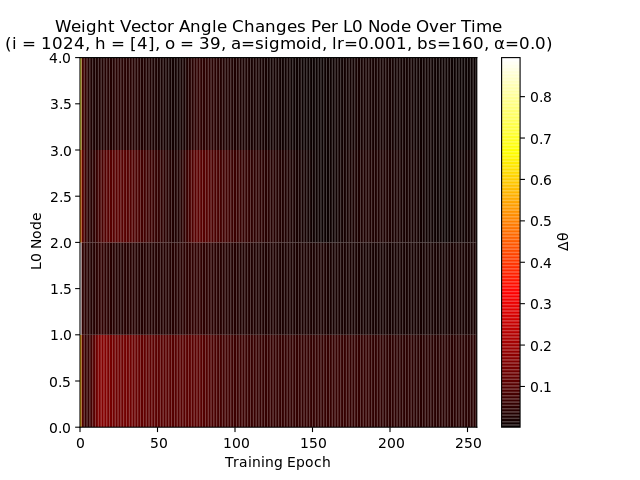 Weight Vector Angle Changes Per L0 Node Over Time
(i = 1024, h = [4], o = 39, a=sigmoid, lr=0.001, bs=160, α=0.0)
4.0
3.5
3.0
2.5
2.0
1.5
1.0
0.5
0.0
L0 Node
0 50 100 150 200 250
Training Epoch
0.8
0.7
0.6
0.5
0.4
0.3
0.2
0.1
Δθ